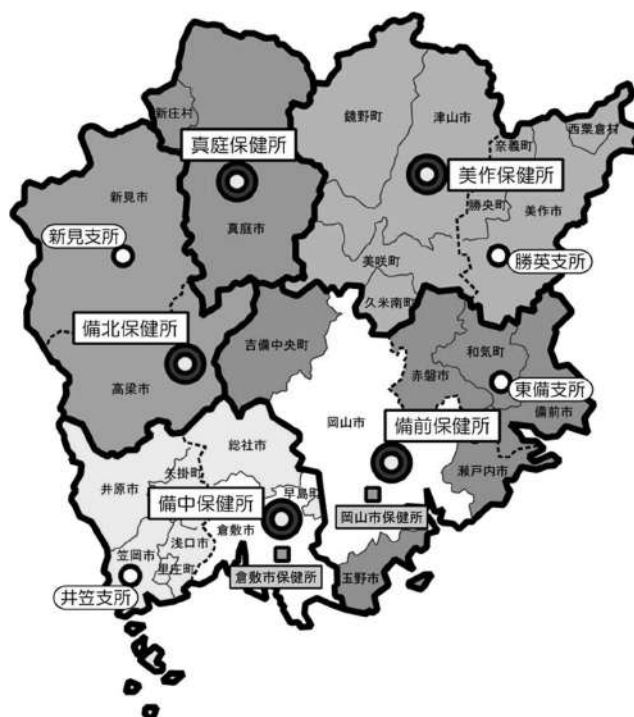 新庄村
鏡野町
津山市
奈義町
西粟倉村
真庭保健所
美作保健所
新見市
勝央町
美作市
新見支所
真庭市
勝英支所
美咲町
久米南町
備北保健所
吉備中央町
和気町
赤磐市
東備支所
高梁市
岡山市
備前市
備前保健所
総社市
瀬戸内市
矢掛町
井原市
早島町
備中保健所
岡山市保健所
倉敷市
浅口市
笠岡市
里庄町
倉敷市保健所
玉野市
井笠支所